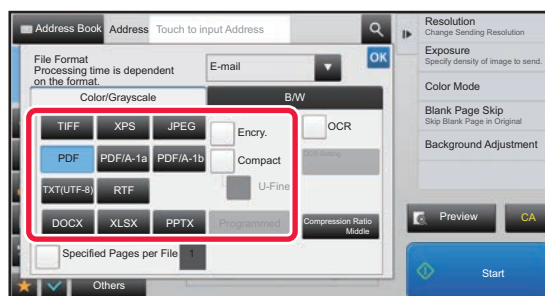 Address Book
Address
Touch to input Address
File Format
Processing time is dependent
on the format.
E-mail
OK
Color/Grayscale
B/W
TIFF
XPS
JPEG
Encry.
OCR
PDF
PDF/A-1a
PDF/A-1b
Compact
OCR Setting
TXT(UTF-8)
RTF
U-Fine
DOCX
XLSX
PPTX
Programmed
Compression Ratio
Middle
Specified Pages per File
1
Others
Resolution
Change Sending Resolution
Exposure
Specify density of image to send.
Color Mode
Blank Page Skip
Skip Blank Page in Original
Background Adjustment
Preview
CA
Start